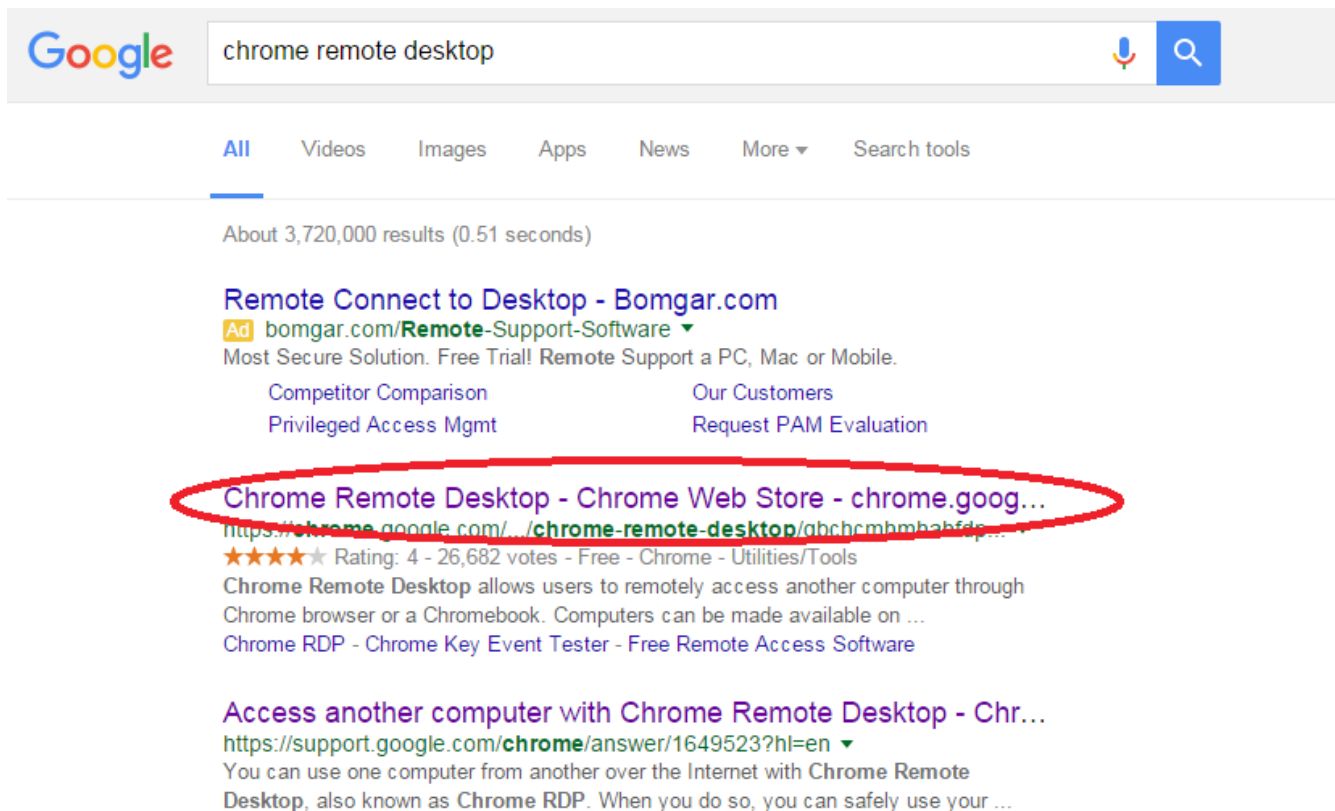 Google
chrome remote desktop
All Videos Images Apps News More Search tools
About 3,720,000 results (0.51 seconds)
Remote Connect to Desktop - Bomgar.com
Ad bomgar.com/Remote-Support-Software
Most Secure Solution. Free Trial! Remote Support a PC, Mac or Mobile.
Competitor Comparison Our Customers
Privileged Access Mgmt Request PAM Evaluation
Chrome Remote Desktop - Chrome Web Store - chrome.goog...
https://chrome.google.com/.../chrome-remote-desktop/gbchcmhmhahfdp...
Rating: 4 - 26,682 votes - Free - Chrome - Utilities/Tools
Chrome Remote Desktop allows users to remotely access another computer through
Chrome browser or a Chromebook. Computers can be made available on ...
Chrome RDP - Chrome Key Event Tester - Free Remote Access Software
Access another computer with Chrome Remote Desktop - Chr...
https://support.google.com/chrome/answer/1649523?hl=en
You can use one computer from another over the Internet with Chrome Remote
Desktop, also known as Chrome RDP. When you do so, you can safely use your ...